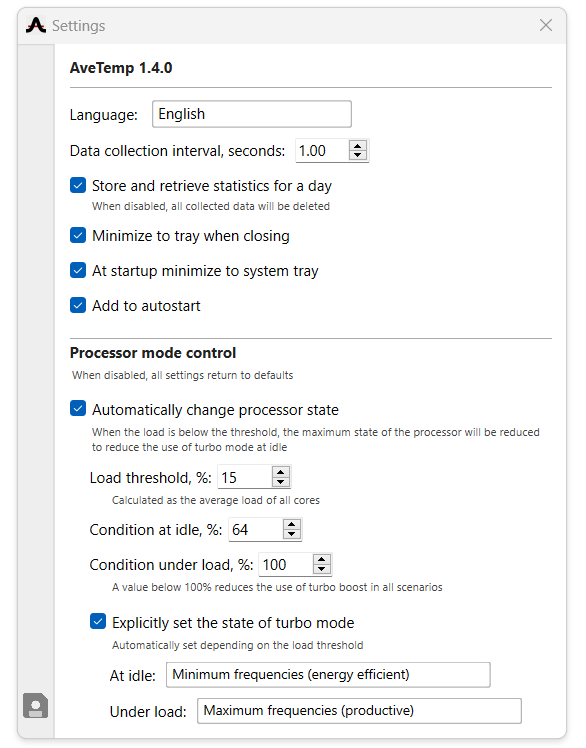 Settings
AveTemp 1.4.0
Language: English
Data collection interval, seconds: 1.00
Store and retrieve statistics for a day
When disabled, all collected data will be deleted
Minimize to tray when closing
At startup minimize to system tray
Add to autostart
Processor mode control
When disabled, all settings return to defaults
Automatically change processor state
When the load is below the threshold, the maximum state of the processor will be reduced
to reduce the use of turbo mode at idle
Load threshold, %: 15
Calculated as the average load of all cores
Condition at idle, %: 64
Condition under load, %: 100
A value below 100% reduces the use of turbo boost in all scenarios
Explicitly set the state of turbo mode
Automatically set depending on the load threshold
At idle: Minimum frequencies (energy efficient)
Under load: Maximum frequencies (productive)